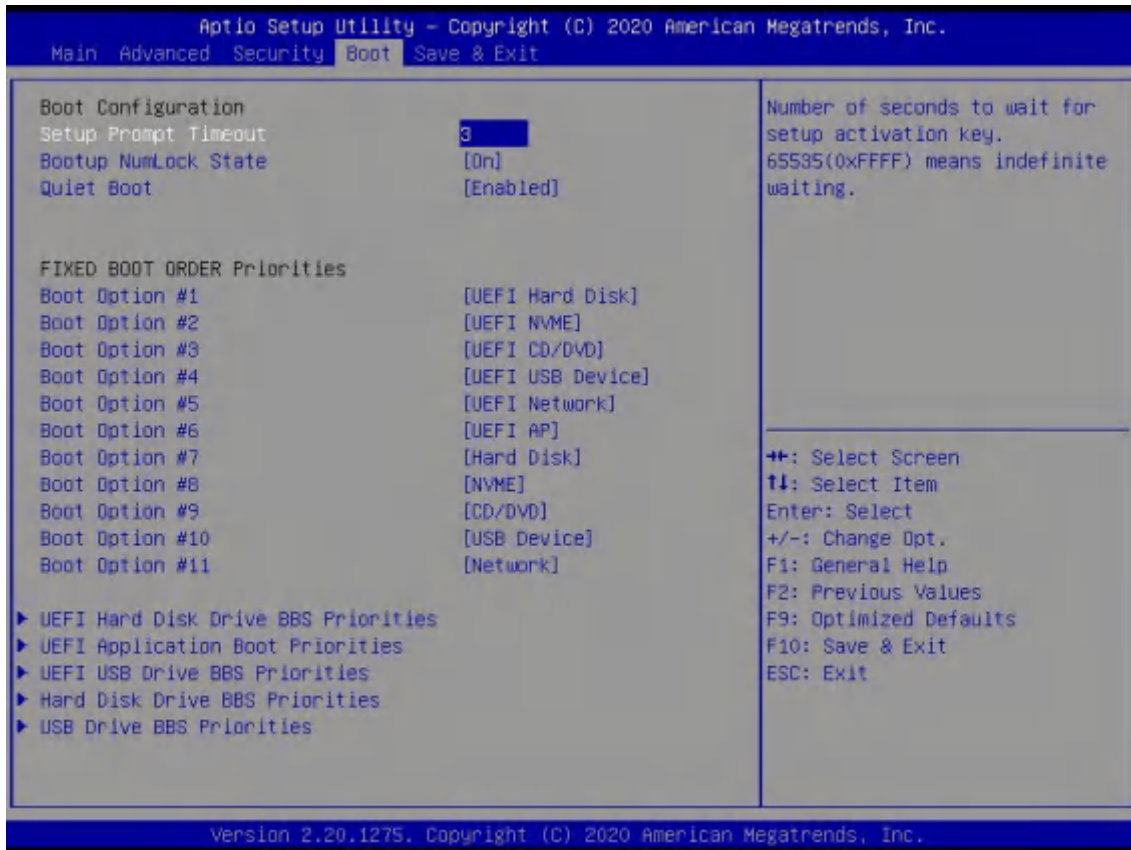 Aptio Setup Utility – Copyright (C) 2020 American Megatrends, Inc.
Main Advanced Security Boot Save & Exit
Boot Configuration
Setup Prompt Timeout 3
Bootup NumLock State [On]
Quiet Boot [Enabled]
FIXED BOOT ORDER Priorities
Boot Option #1 [UEFI Hard Disk]
Boot Option #2 [UEFI NVME]
Boot Option #3 [UEFI CD/DVD]
Boot Option #4 [UEFI USB Device]
Boot Option #5 [UEFI Network]
Boot Option #6 [UEFI AP]
Boot Option #7 [Hard Disk]
Boot Option #8 [NVME]
Boot Option #9 [CD/DVD]
Boot Option #10 [USB Device]
Boot Option #11 [Network]
▶ UEFI Hard Disk Drive BBS Priorities
▶ UEFI Application Boot Priorities
▶ UEFI USB Drive BBS Priorities
▶ Hard Disk Drive BBS Priorities
▶ USB Drive BBS Priorities
Number of seconds to wait for
setup activation key.
65535(0xFFFF) means indefinite
waiting.
→←: Select Screen
↑↓: Select Item
Enter: Select
+/-: Change Opt.
F1: General Help
F2: Previous Values
F9: Optimized Defaults
F10: Save & Exit
ESC: Exit
Version 2.20.1275. Copyright (C) 2020 American Megatrends, Inc.